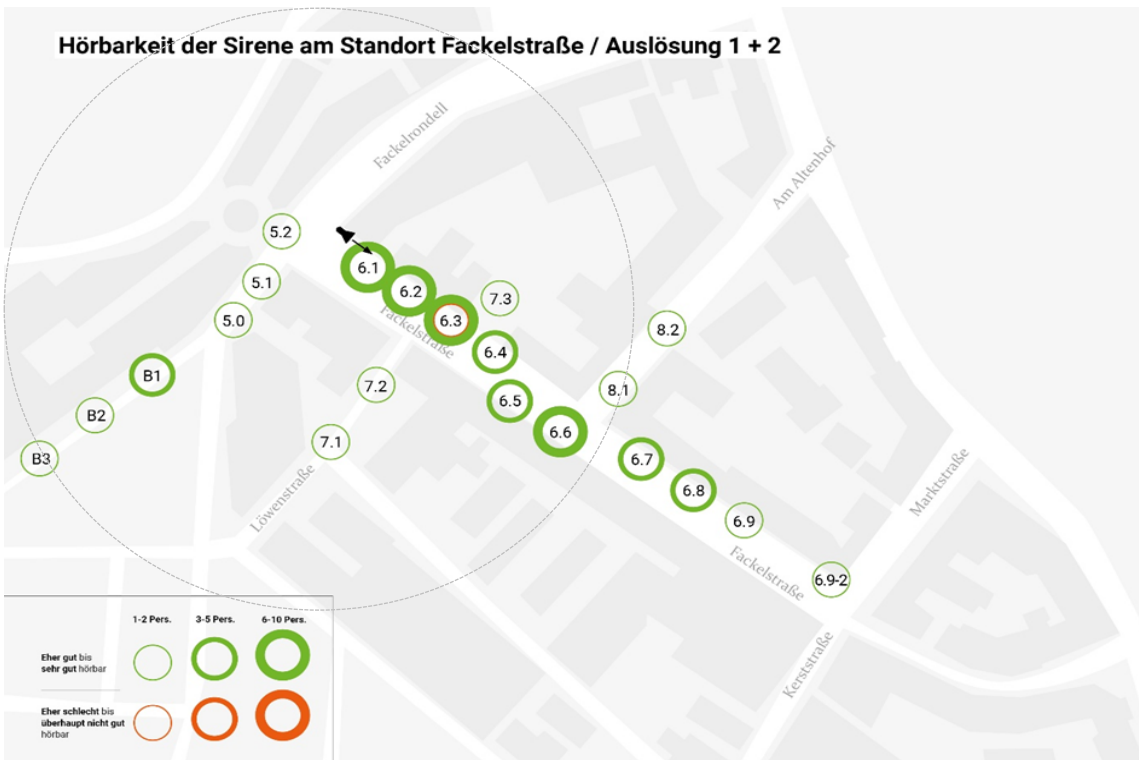 Hörbarkeit der Sirene am Standort Fackelstraße / Auslösung 1 + 2
Fackelrondell
Am Altenhof
5.2
6.1
5.1
6.2
7.3
5.0
6.3
Fackelstraße
8.2
6.4
B1
7.2
8.1
6.5
B2
6.6
7.1
B3
6.7
Löwenstraße
6.8
Marktstraße
6.9
Fackelstraße
6.9-2
Kerststraße
1-2 Pers. 3-5 Pers. 6-10 Pers.
Eher gut bis
sehr gut hörbar
Eher schlecht bis
überhaupt nicht gut
hörbar